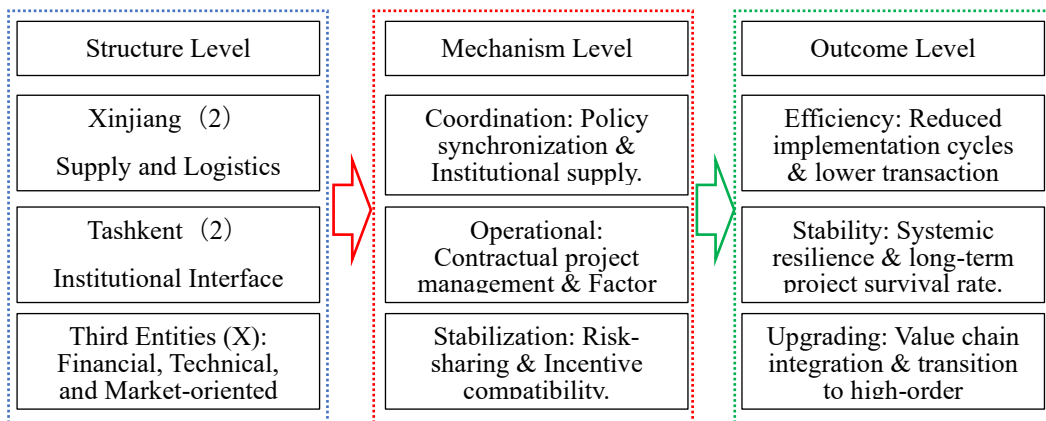 Structure Level
Xinjiang（2）
Supply and Logistics
Tashkent（2）
Institutional Interface
Third Entities (X):
Financial, Technical,
and Market-oriented
Mechanism Level
Coordination: Policy
synchronization &
Institutional supply.
Operational:
Contractual project
management & Factor
Stabilization: Risk-
sharing & Incentive
compatibility.
Outcome Level
Efficiency: Reduced
implementation cycles
& lower transaction
Stability: Systemic
resilience & long-term
project survival rate.
Upgrading: Value chain
integration & transition
to high-order